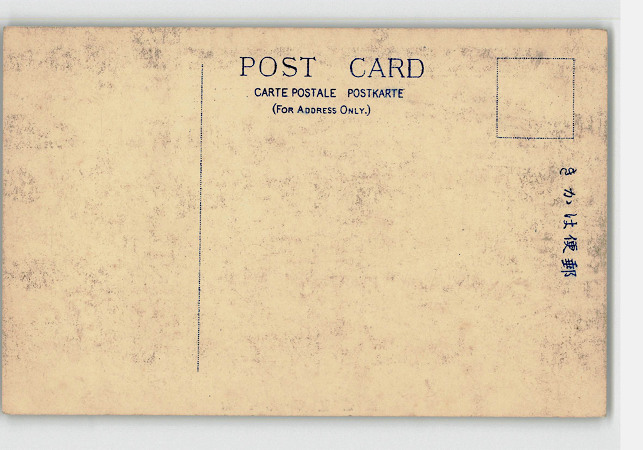 POST CARD
CARTE POSTALE POSTKARTE
(FOR ADDRESS ONLY.)
きかは便郵